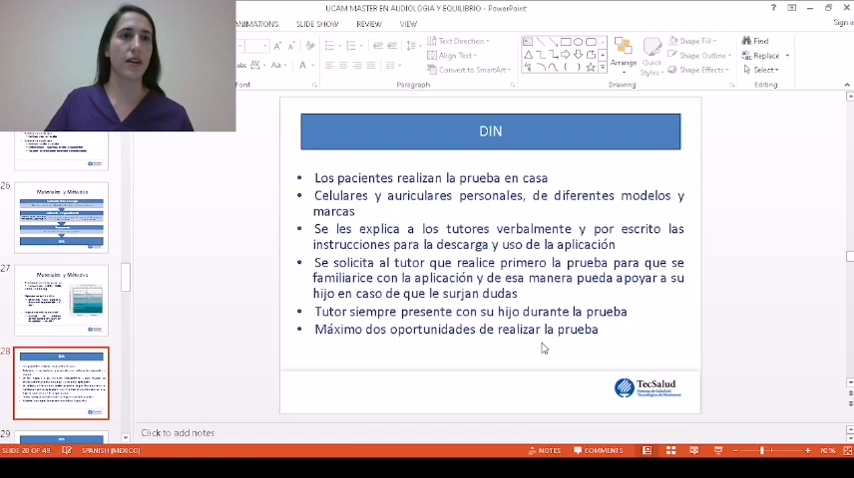 UCAM MASTER EN AUDIOLOGIA Y EQUILIBRIO - PowerPoint
Sign in
ANIMATIONS SLIDE SHOW REVIEW VIEW
Text Direction
Align Text
Convert to SmartArt
Arrange
Quick
Styles
Shape Fill
Shape Outline
Shape Effects
Find
Replace
Select
Font
Paragraph
Drawing
Editing
26
Materiales y Métodos
27
Materiales y Métodos
28
DIN
29
DIN
• Los pacientes realizan la prueba en casa
• Celulares y auriculares personales, de diferentes modelos y
marcas
• Se les explica a los tutores verbalmente y por escrito las
instrucciones para la descarga y uso de la aplicación
• Se solicita al tutor que realice primero la prueba para que se
familiarice con la aplicación y de esa manera pueda apoyar a su
hijo en caso de que le surjan dudas
• Tutor siempre presente con su hijo durante la prueba
• Máximo dos oportunidades de realizar la prueba
TecSalud
Click to add notes
SLIDE 28 OF 49 SPANISH (MEXICO)
NOTES COMMENTS
70%